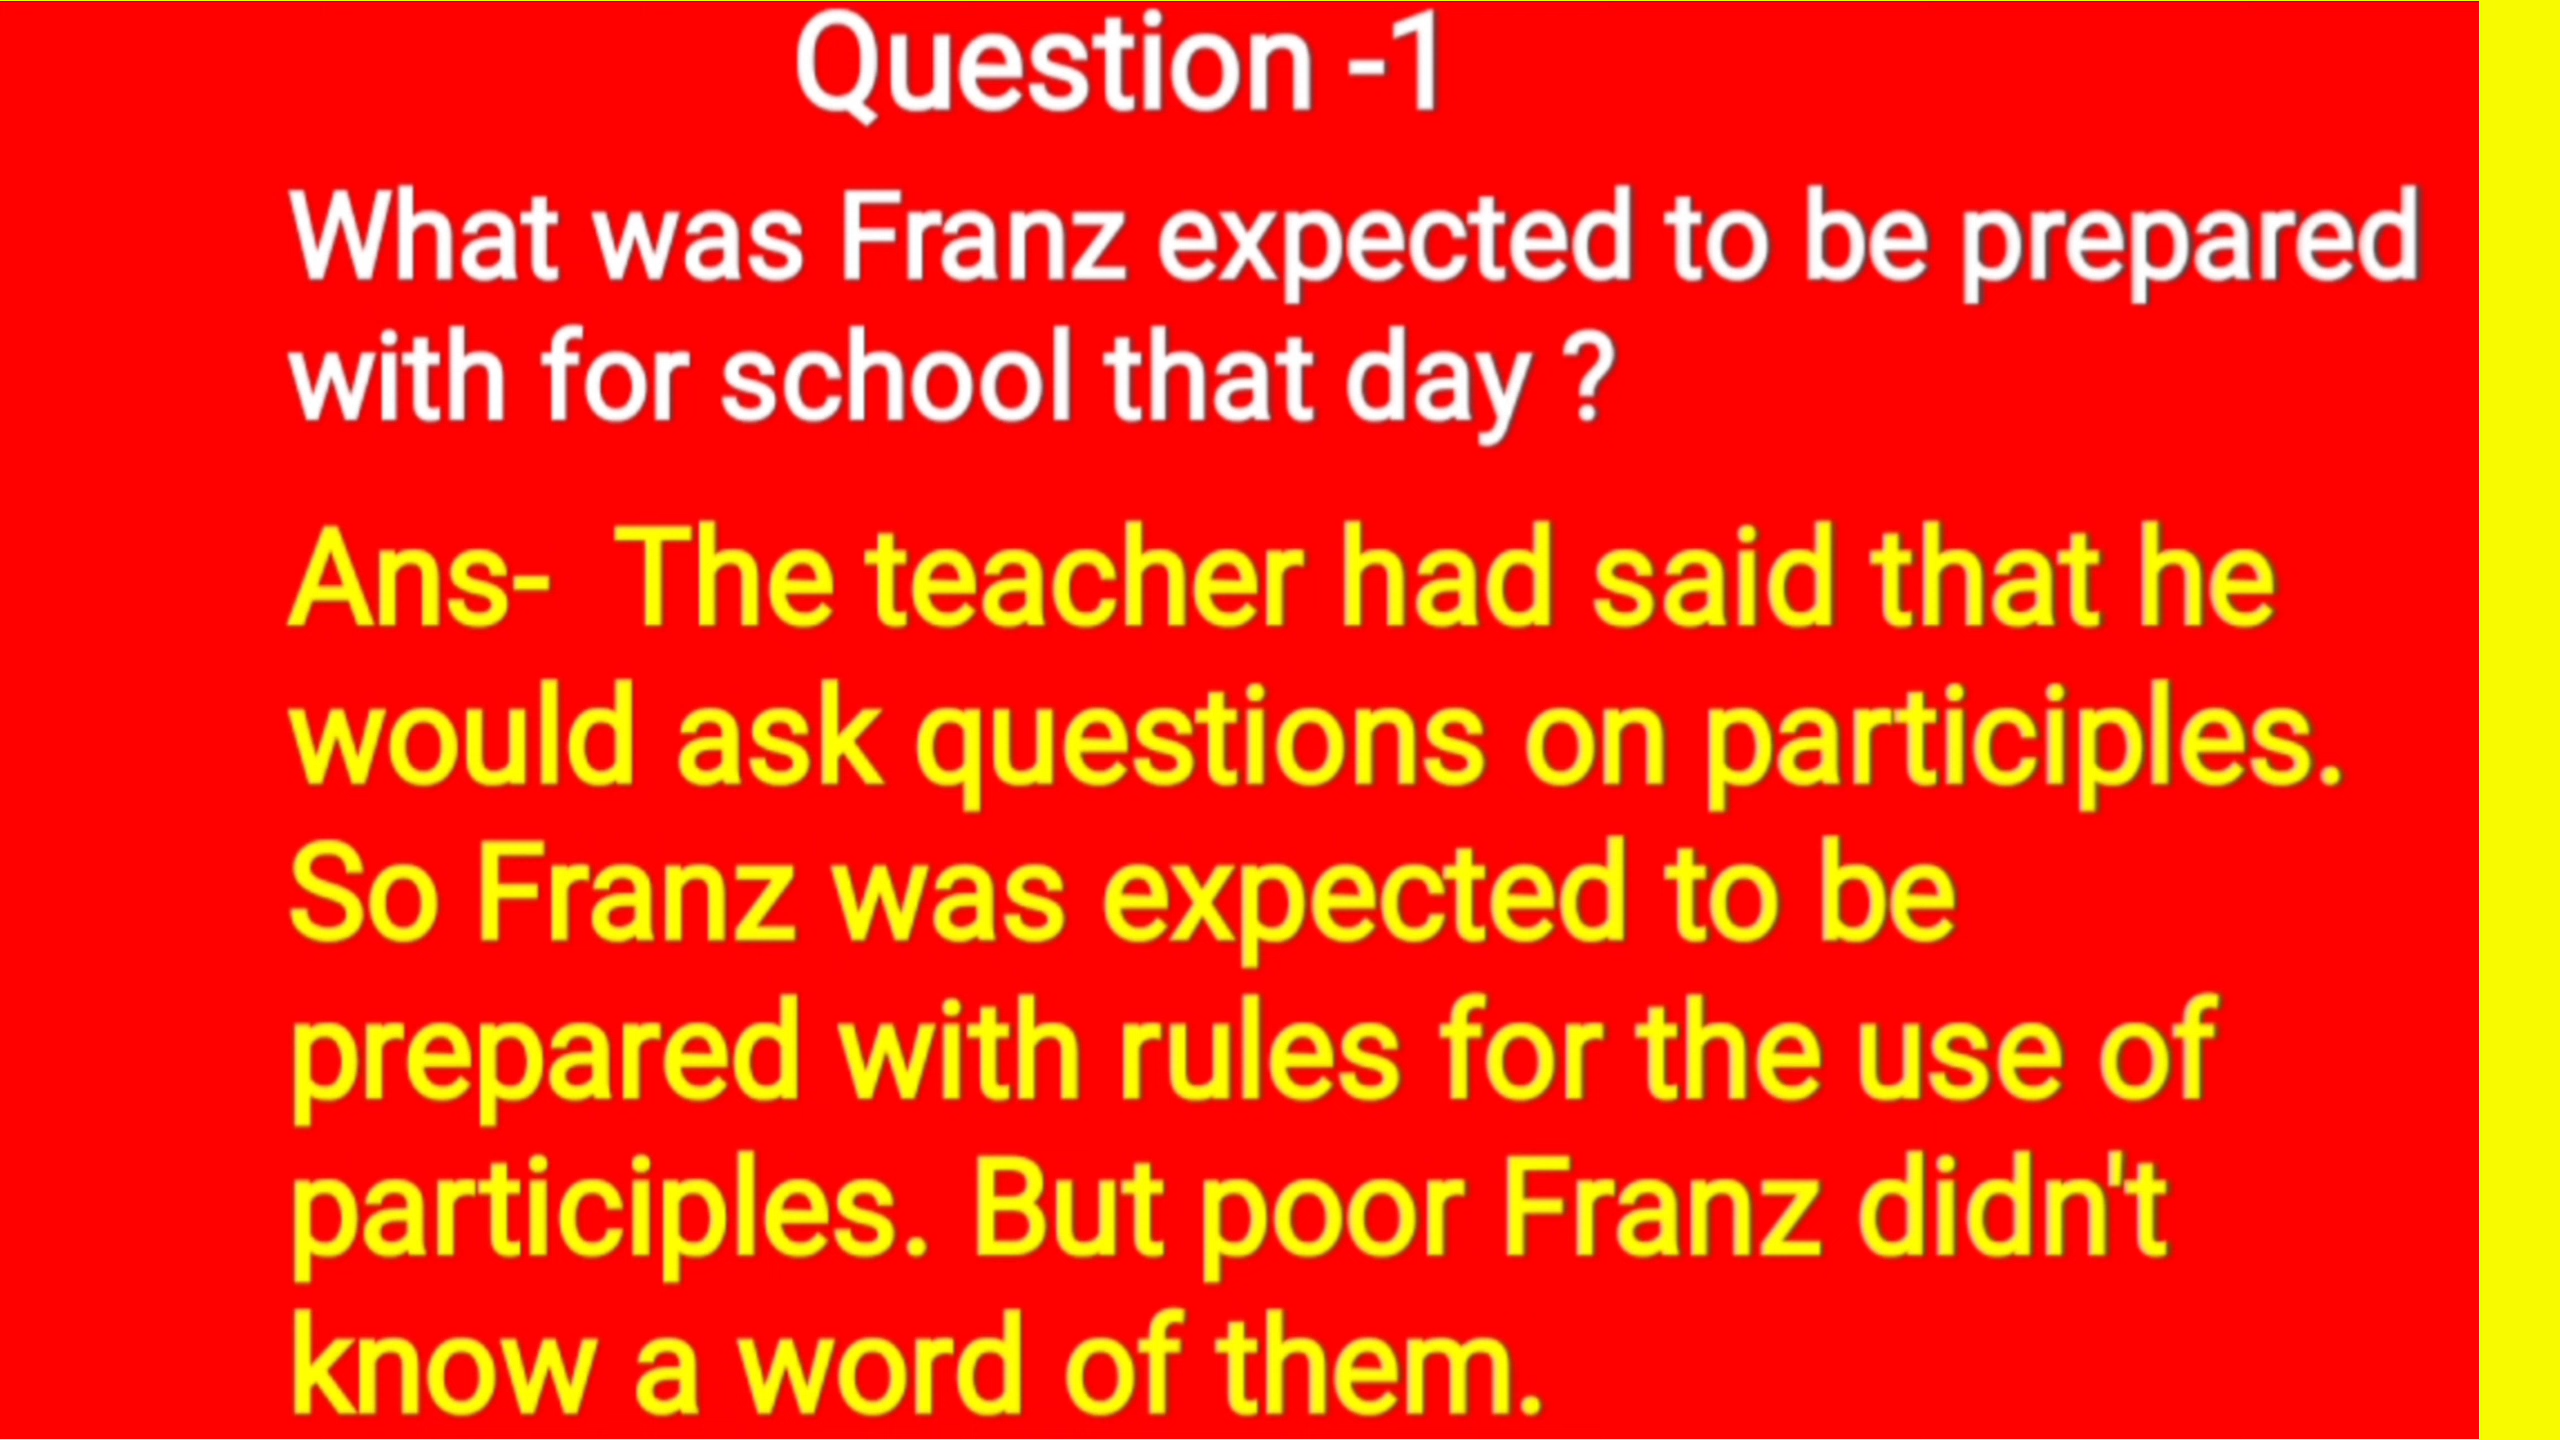 Question -1
What was Franz expected to be prepared
with for school that day ?
Ans-  The teacher had said that he
would ask questions on participles.
So Franz was expected to be
prepared with rules for the use of
participles. But poor Franz didn't
know a word of them.